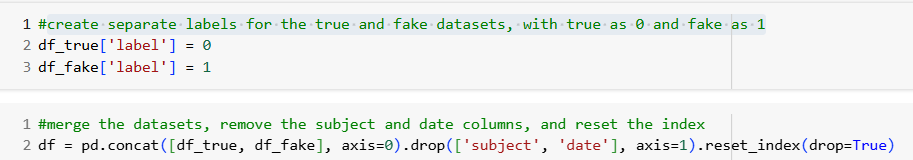 1 #create separate labels for the true and fake datasets, with true as 0 and fake as 1
2 df_true['label'] = 0
3 df_fake['label'] = 1
1 #merge the datasets, remove the subject and date columns, and reset the index
2 df = pd.concat([df_true, df_fake], axis=0).drop(['subject', 'date'], axis=1).reset_index(drop=True)